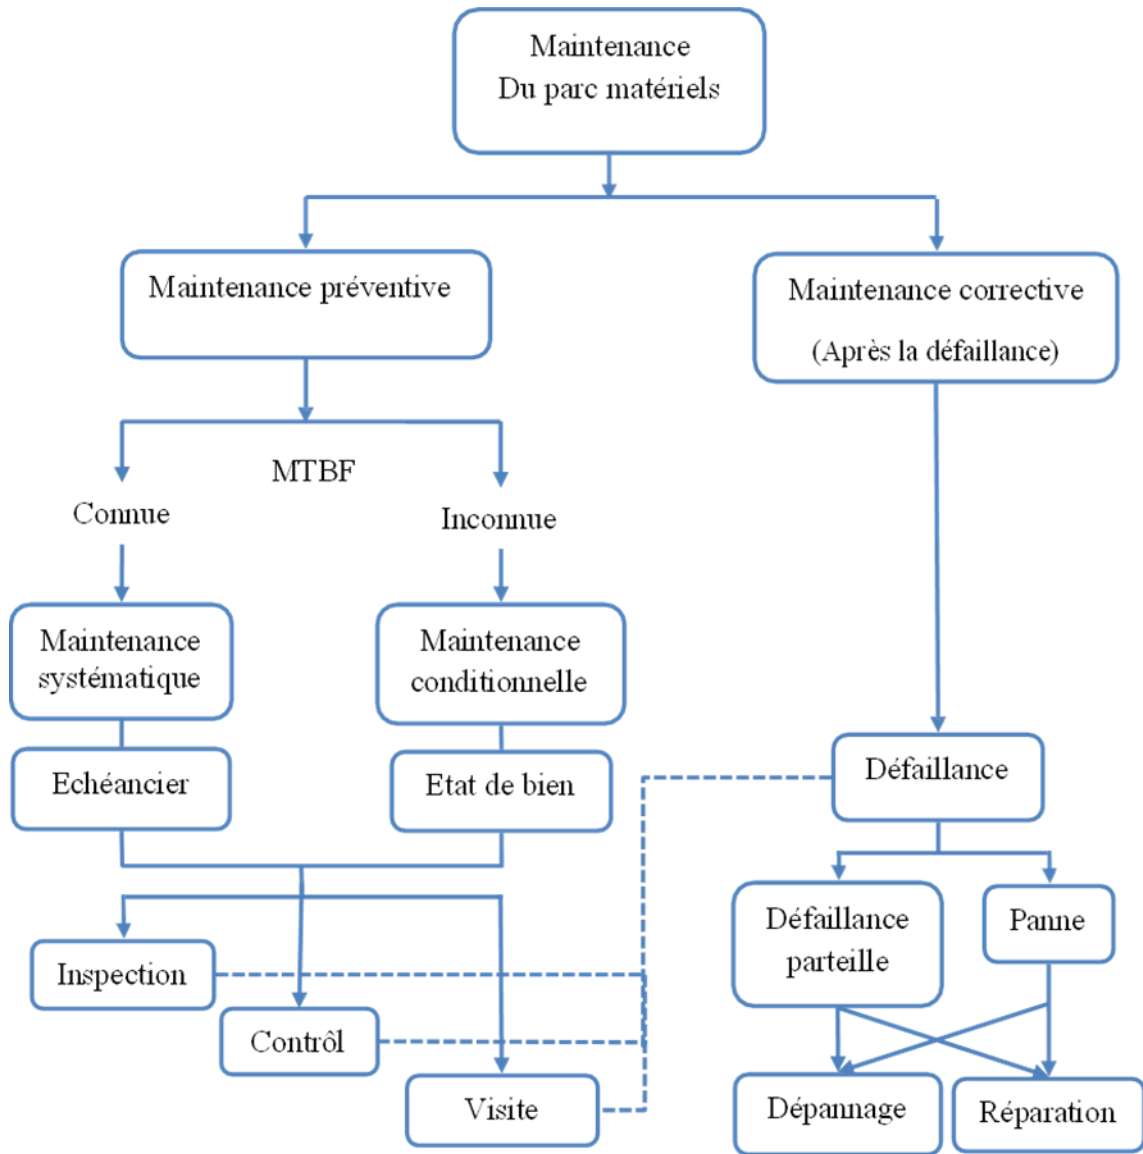 Maintenance
Du parc matériels
Maintenance préventive
Maintenance corrective
(Après la défaillance)
MTBF
Connue
Inconnue
Maintenance
systématique
Maintenance
conditionnelle
Echéancier
Etat de bien
Défaillance
Défaillance
parteille
Panne
Inspection
Contrôl
Visite
Dépannage
Réparation